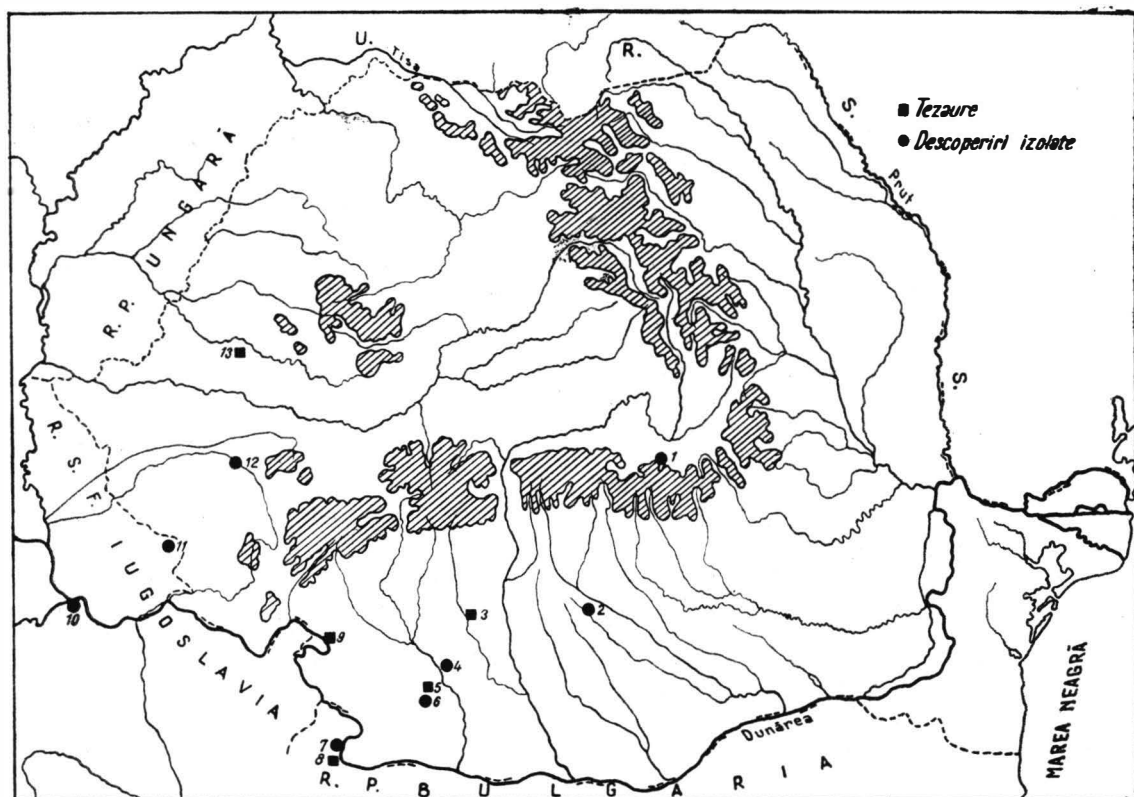 U.
Tisa
R.
S.
S.
■ Tezaure
● Descoperiri izolate
Prut
R. P. UNGARĂ
13
R. S. F. IUGOSLAVIA
12
1
11
10
2
3
9
4
5
6
7
8
Dunărea
R. P. BULGARIA
MAREA NEAGRĂ